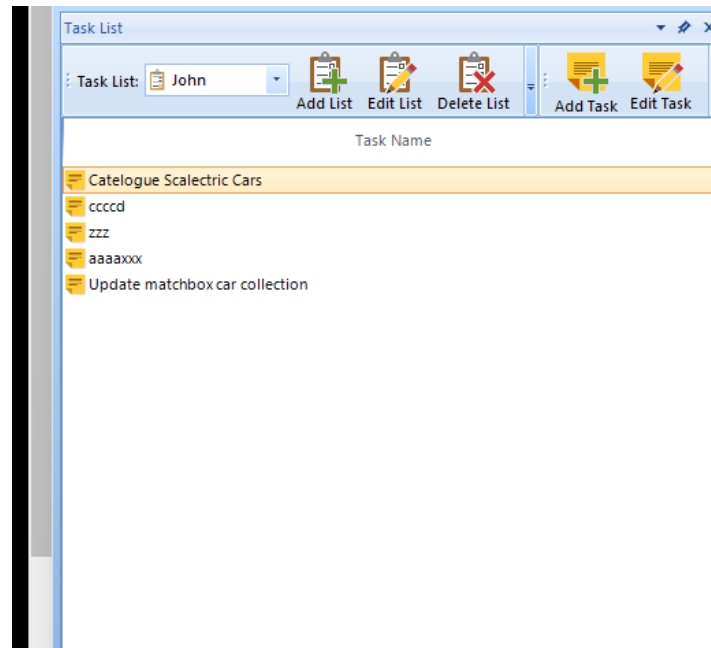 Task List
Task List: John
Add List Edit List Delete List Add Task Edit Task
Task Name
Catelogue Scalectric Cars
ccccd
zzz
aaaaxxx
Update matchbox car collection